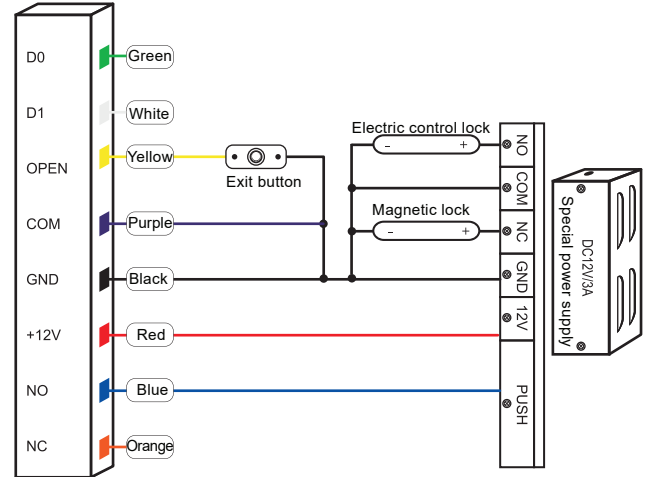 D0
Green
D1
White
OPEN
Yellow
Exit button
COM
Purple
GND
Black
+12V
Red
NO
Blue
NC
Orange
Electric control lock
- +
Magnetic lock
- +
NO
COM
NC
GND
12V
PUSH
DC12V/3A
Special power supply